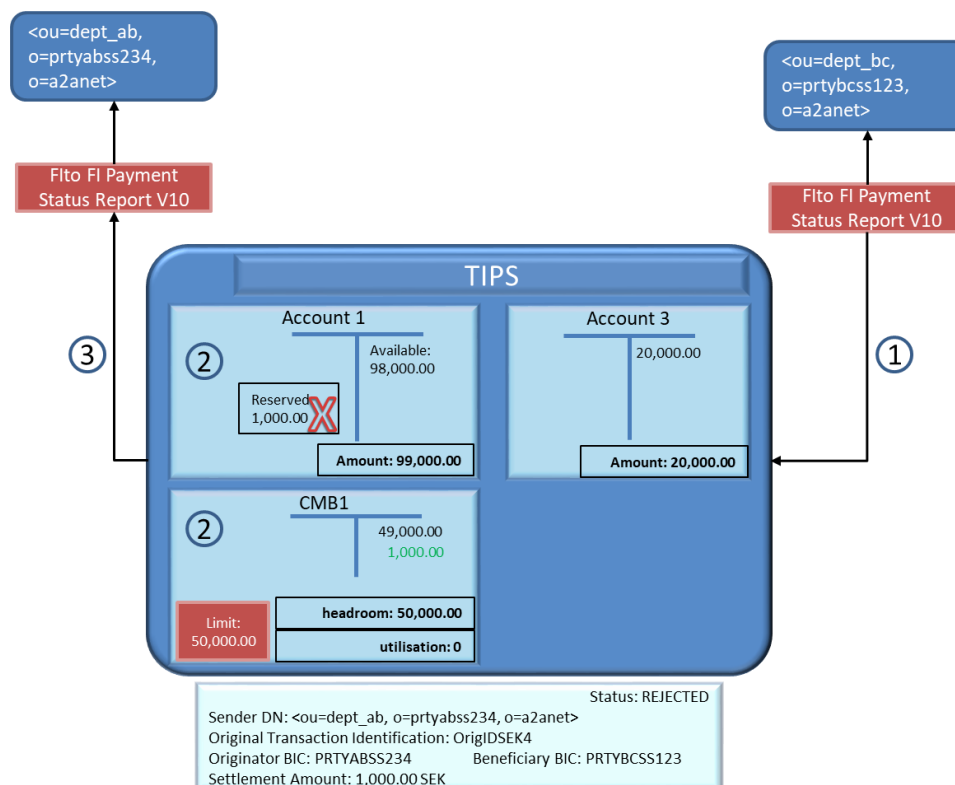 <ou=dept_ab,
o=prtyabss234,
o=a2anet>
<ou=dept_bc,
o=prtybcss123,
o=a2anet>
FIto FI Payment
Status Report V10
FIto FI Payment
Status Report V10
TIPS
Account 1
2
Available:
98,000.00
Reserved
1,000.00
X
Amount: 99,000.00
Account 3
20,000.00
Amount: 20,000.00
3
1
CMB1
2
49,000.00
1,000.00
Limit:
50,000.00
headroom: 50,000.00
utilisation: 0
Status: REJECTED
Sender DN: <ou=dept_ab, o=prtyabss234, o=a2anet>
Original Transaction Identification: OrigIDSEK4
Originator BIC: PRTYABSS234 Beneficiary BIC: PRTYBCSS123
Settlement Amount: 1,000.00 SEK